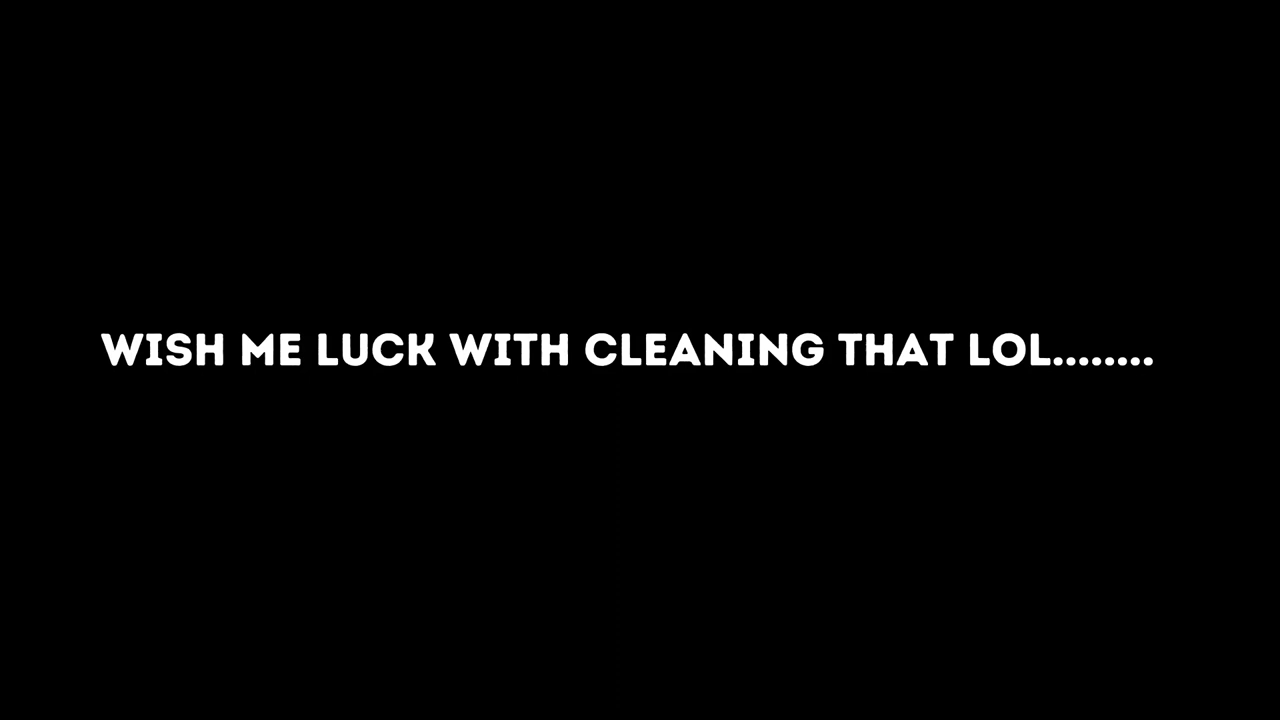 WISH ME LUCK WITH CLEANING THAT LOL........